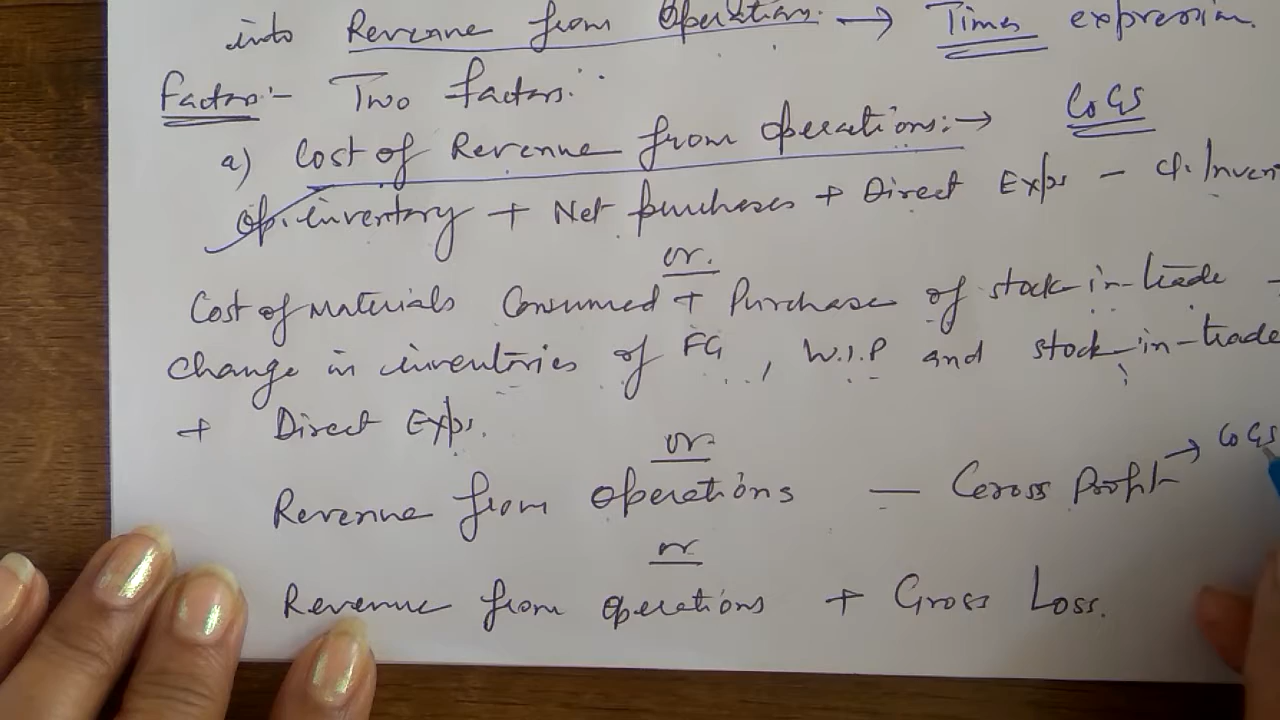 into Revenue from Operations. → Times expression.
Factors:- Two factors:
a) Cost of Revenue from operations:→ COGS
Op. inventory + Net purchases + Direct Exps - Cl. Inven
or.
Cost of Materials Consumed + Purchase of stock-in-trade -
change in inventories of FG, W.I.P and stock-in-trade
+ Direct Exps.
or
Revenue from operations - Gross Profit → COGS
or
Revenue from operations + Gross Loss.